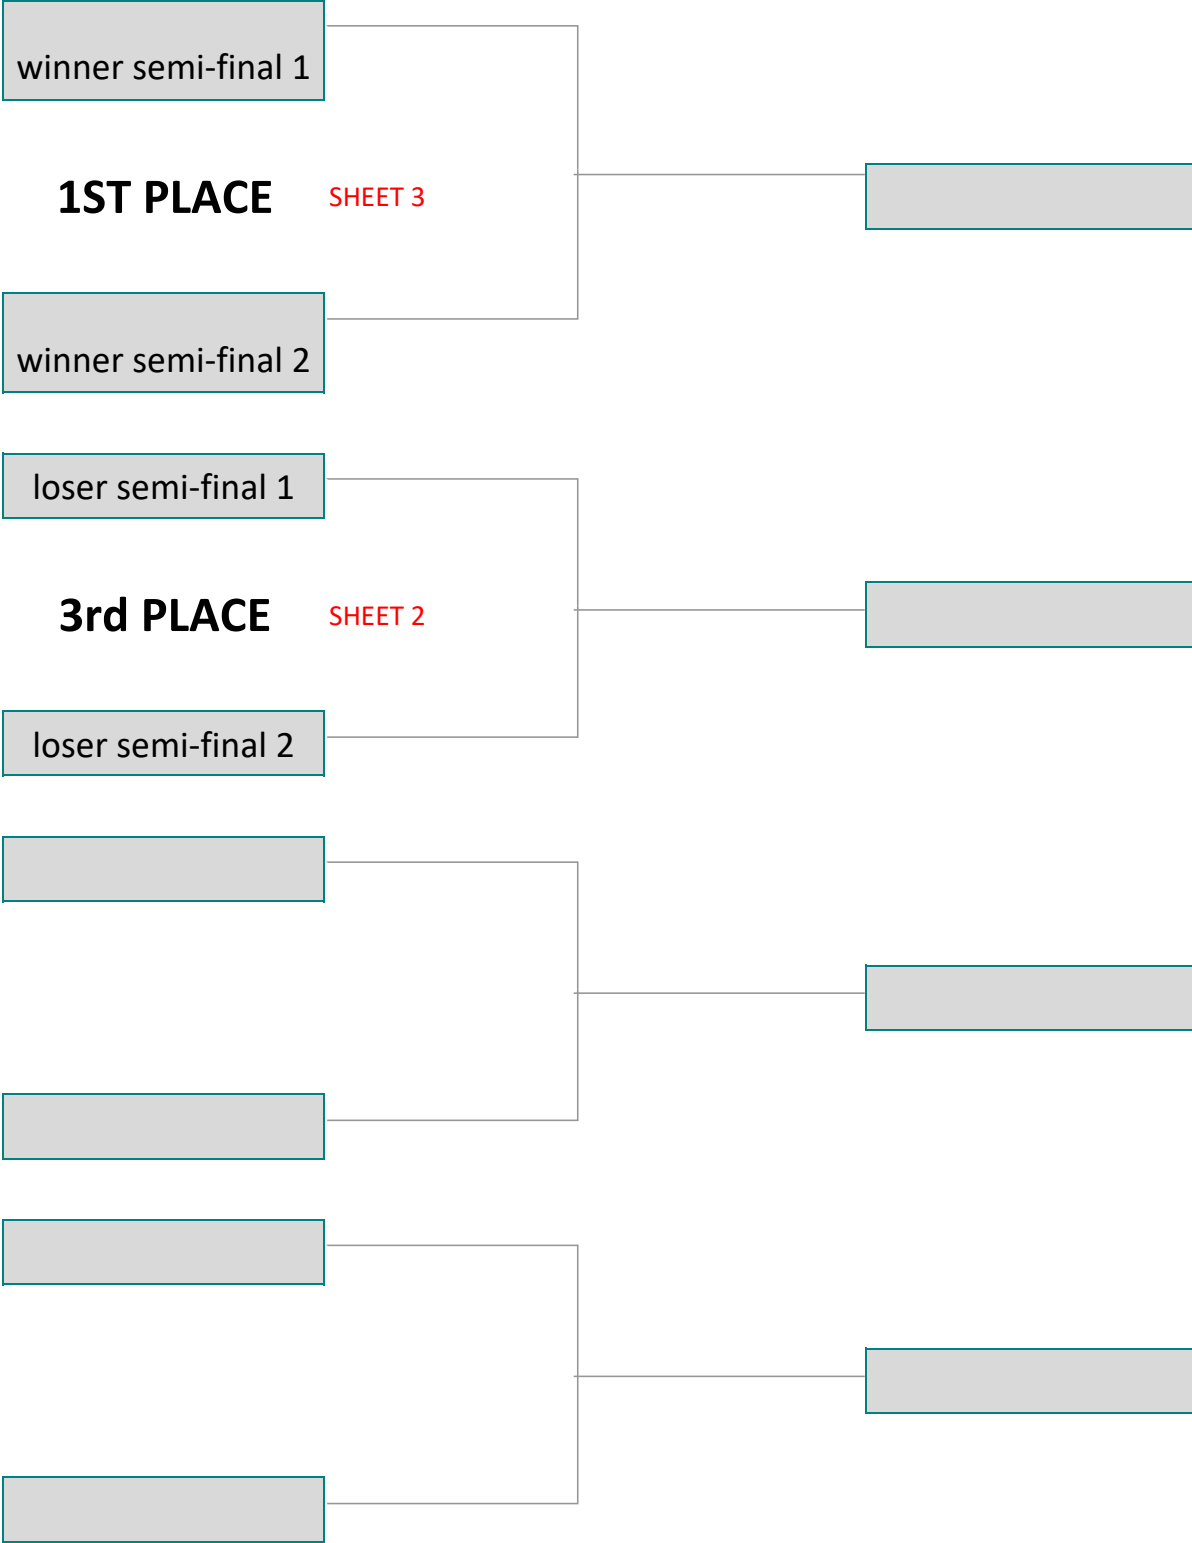 winner semi-final 1
1ST PLACE SHEET 3
winner semi-final 2
loser semi-final 1
3rd PLACE SHEET 2
loser semi-final 2